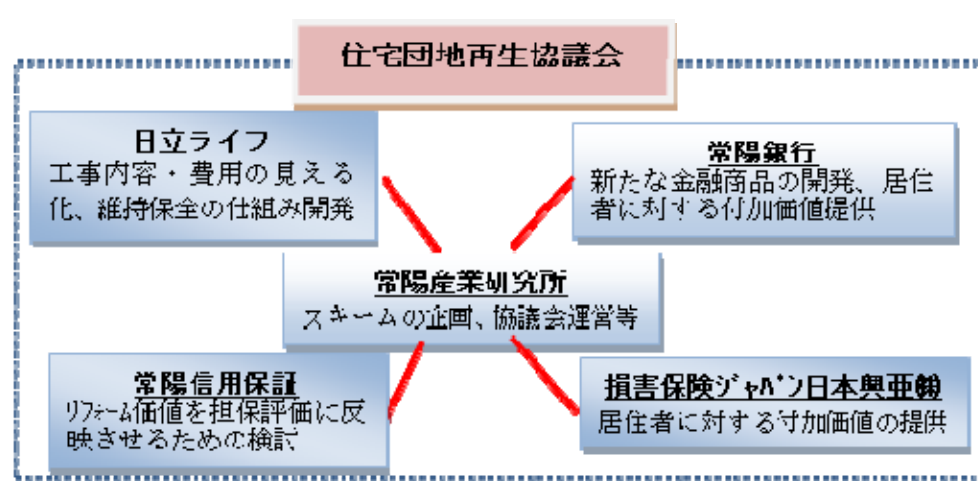 住宅団地再生協議会
日立ライフ
工事内容・費用の見える
化、維持保全の仕組み開発
常陽銀行
新たな金融商品の開発、居住
者に対する付加価値提供
常陽産業研究所
スキームの企画、協議会運営等
常陽信用保証
ﾘﾌｫｰﾑ価値を担保評価に反
映させるための検討
損害保険ｼﾞｬﾊﾟﾝ日本興亜㈱
居住者に対する付加価値の提供